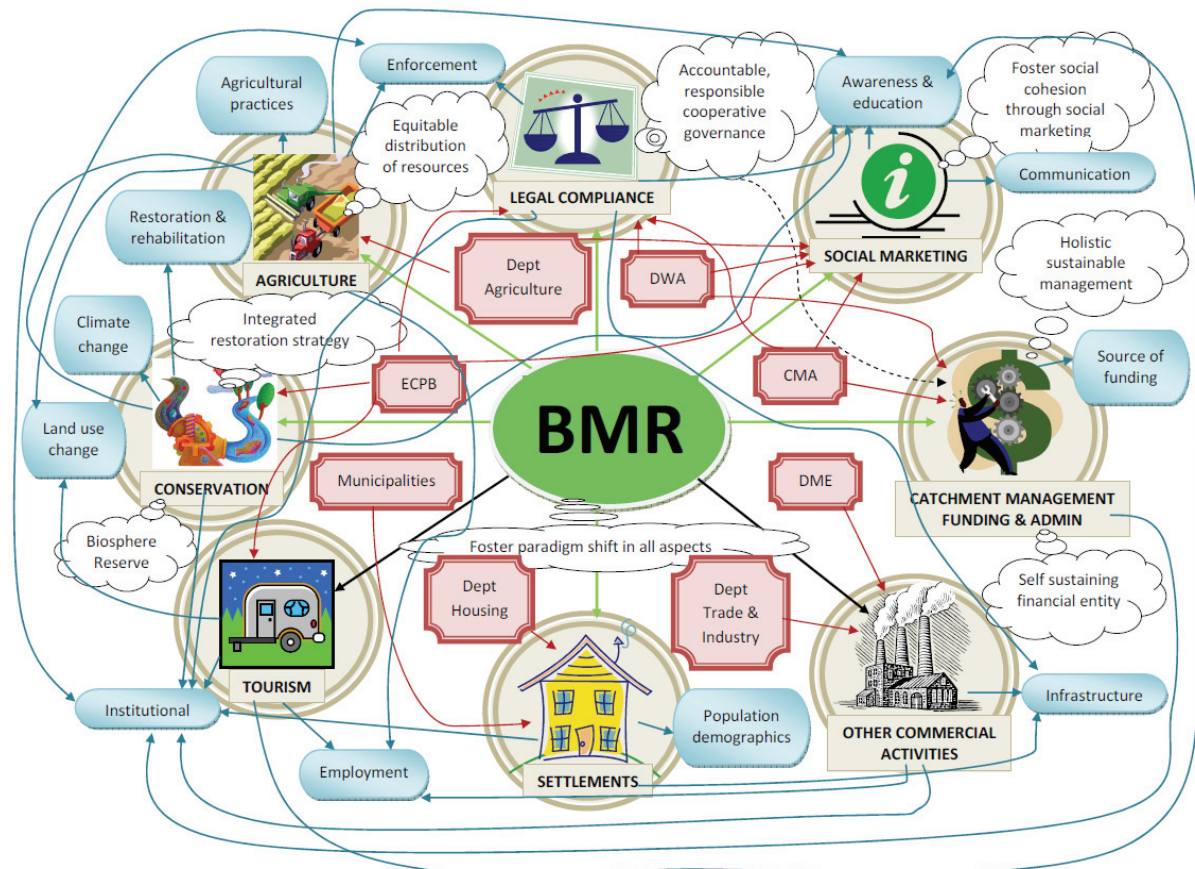 Enforcement
Agricultural
practices
Accountable,
responsible
cooperative
governance
Awareness &
education
Foster social
cohesion
through social
marketing
Equitable
distribution
of resources
LEGAL COMPLIANCE
Communication
Restoration &
rehabilitation
AGRICULTURE
Dept
Agriculture
DWA
SOCIAL MARKETING
Holistic
sustainable
management
Climate
change
Integrated
restoration strategy
ECPB
CMA
Source of
funding
BMR
Land use
change
CONSERVATION
Municipalities
DME
CATCHMENT MANAGEMENT
FUNDING & ADMIN
Biosphere
Reserve
Foster paradigm shift in all aspects
Dept
Housing
Dept
Trade &
Industry
Self sustaining
financial entity
TOURISM
Institutional
Population
demographics
Infrastructure
OTHER COMMERCIAL
ACTIVITIES
Employment
SETTLEMENTS